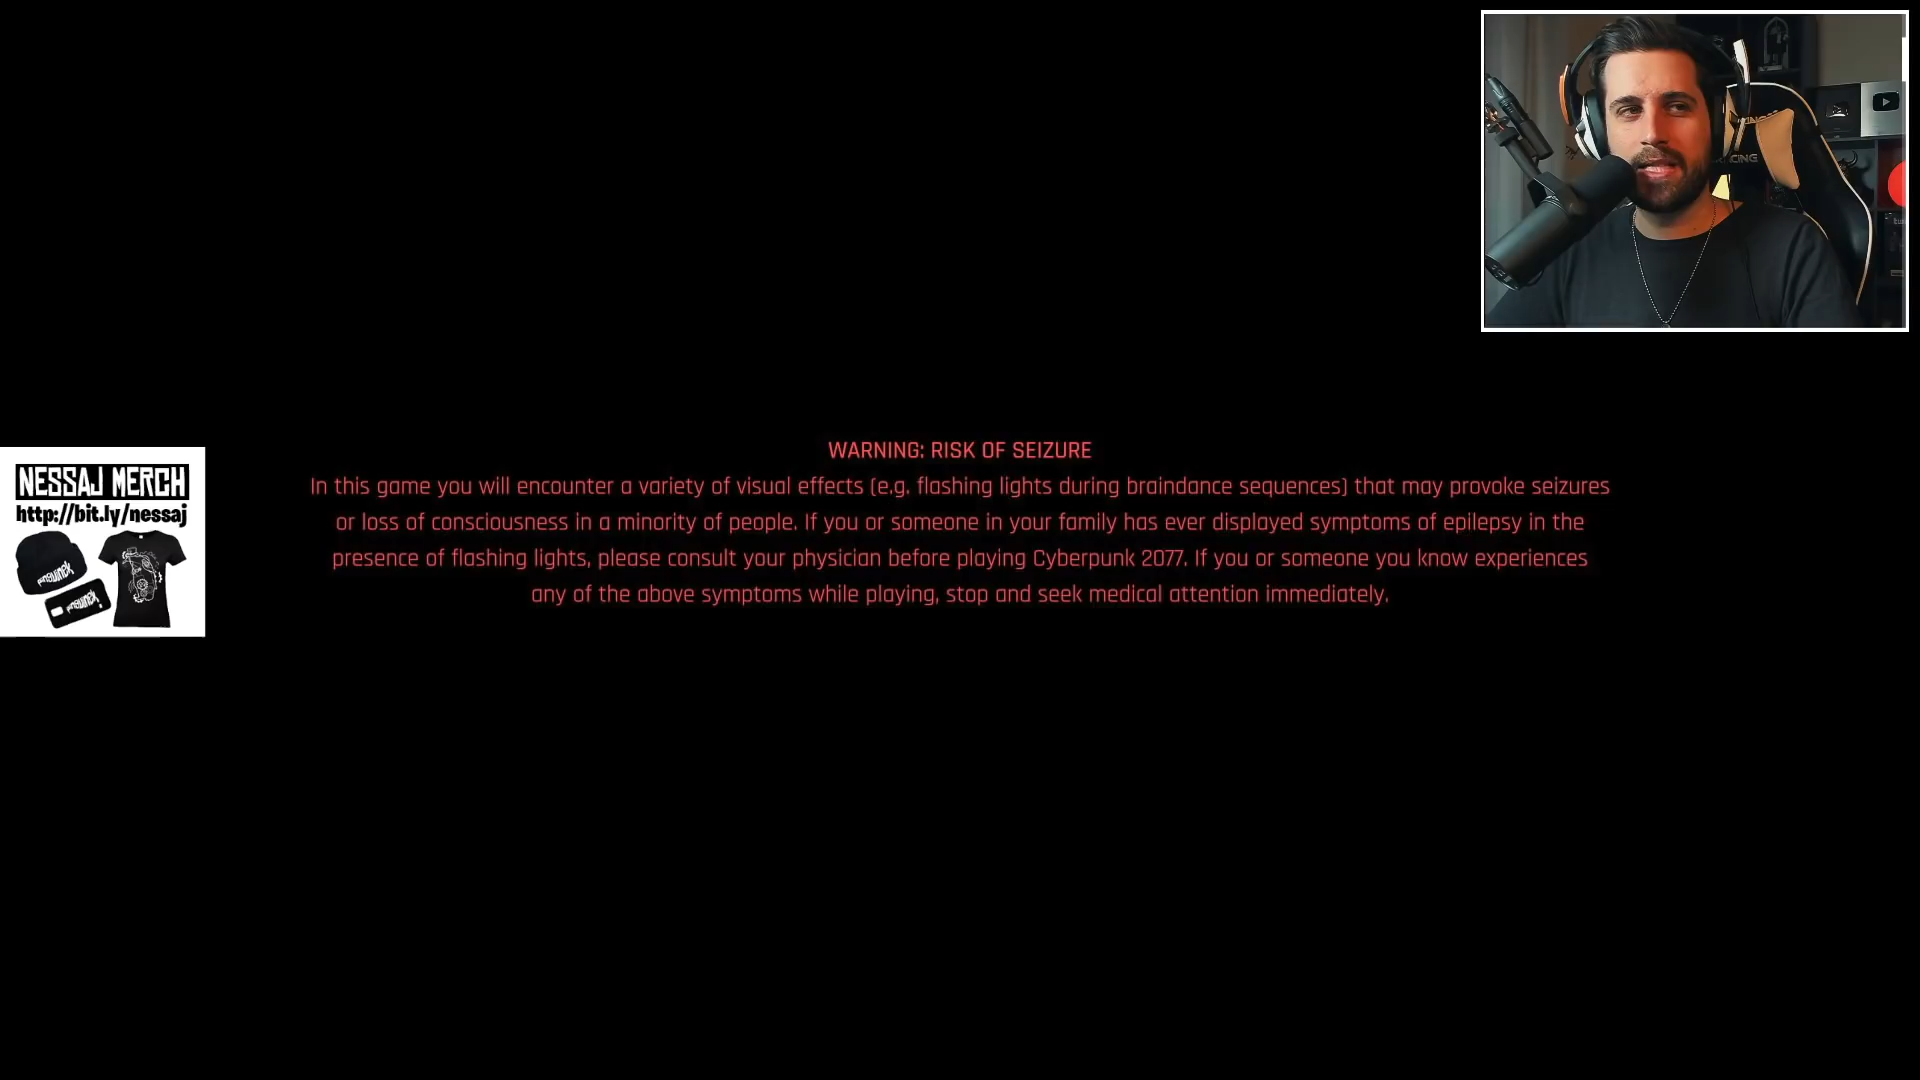 NESSAJ MERCH
http://bit.ly/nessaj
WARNING: RISK OF SEIZURE
In this game you will encounter a variety of visual effects (e.g. flashing lights during braindance sequences) that may provoke seizures
or loss of consciousness in a minority of people. If you or someone in your family has ever displayed symptoms of epilepsy in the
presence of flashing lights, please consult your physician before playing Cyberpunk 2077. If you or someone you know experiences
any of the above symptoms while playing, stop and seek medical attention immediately.